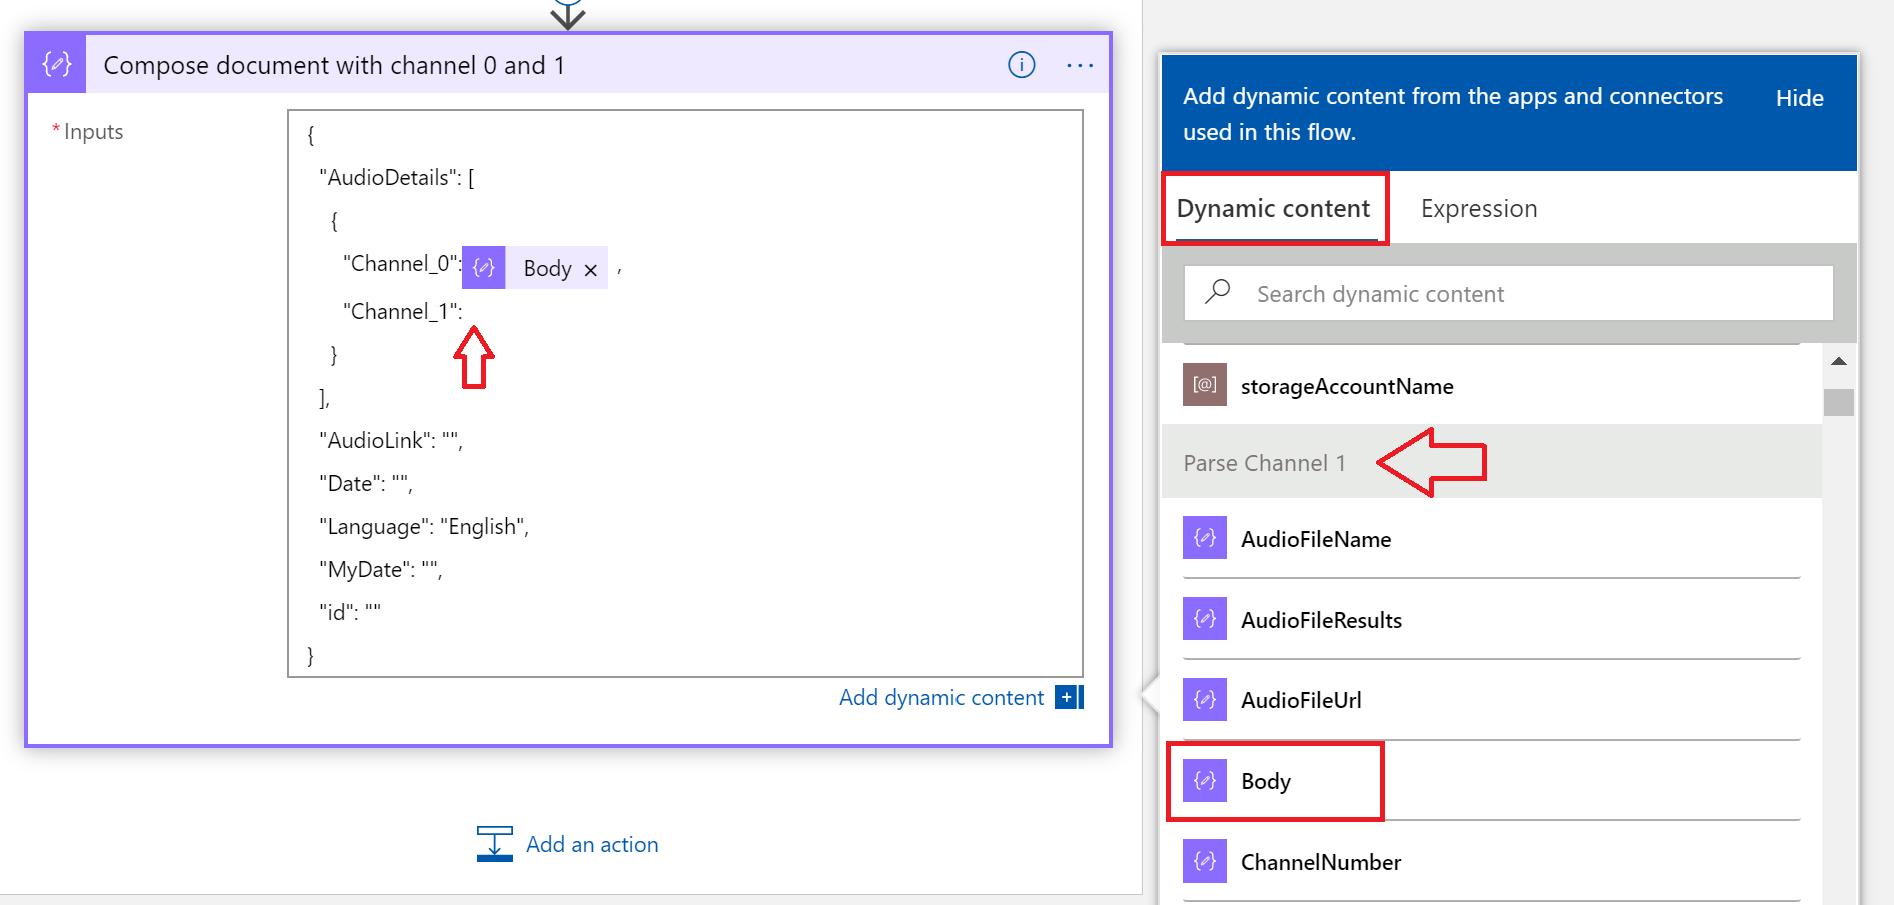 Compose document with channel 0 and 1
* Inputs
{
"AudioDetails": [
{
"Channel_0": Body × ,
"Channel_1":
}
],
"AudioLink": "",
"Date": "",
"Language": "English",
"MyDate": "",
"id": ""
}
Add dynamic content
Add an action
Add dynamic content from the apps and connectors
used in this flow.
Hide
Dynamic content
Expression
Search dynamic content
[@] storageAccountName
Parse Channel 1
AudioFileName
AudioFileResults
AudioFileUrl
Body
ChannelNumber